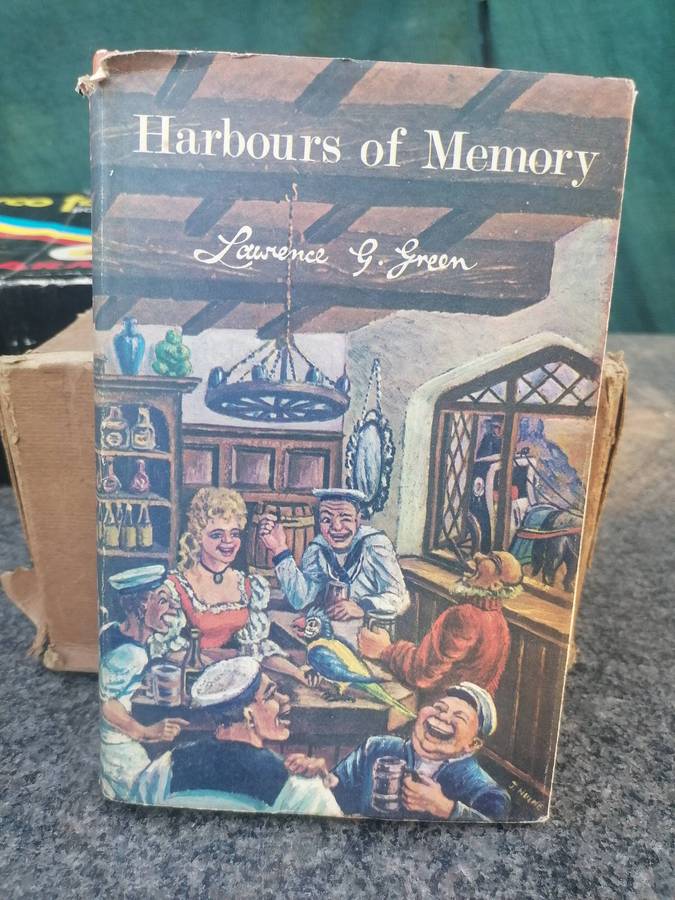 Harbours of Memory
Lawrence G. Green